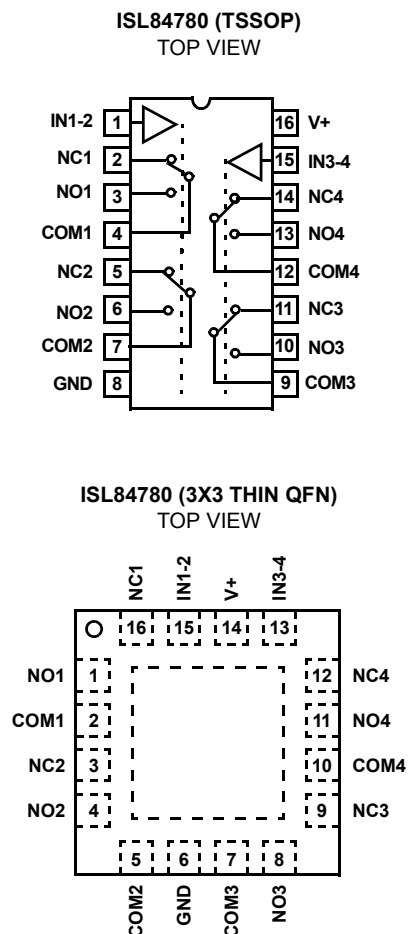 ISL84780 (TSSOP)
TOP VIEW
IN1-2 1 16 V+
NC1 2 15 IN3-4
NO1 3 14 NC4
COM1 4 13 NO4
NC2 5 12 COM4
NO2 6 11 NC3
COM2 7 10 NO3
GND 8 9 COM3
ISL84780 (3X3 THIN QFN)
TOP VIEW
NC1 IN1-2 V+ IN3-4
16 15 14 13
NO1 1 12 NC4
COM1 2 11 NO4
NC2 3 10 COM4
NO2 4 9 NC3
5 6 7 8
COM2 GND COM3 NO3